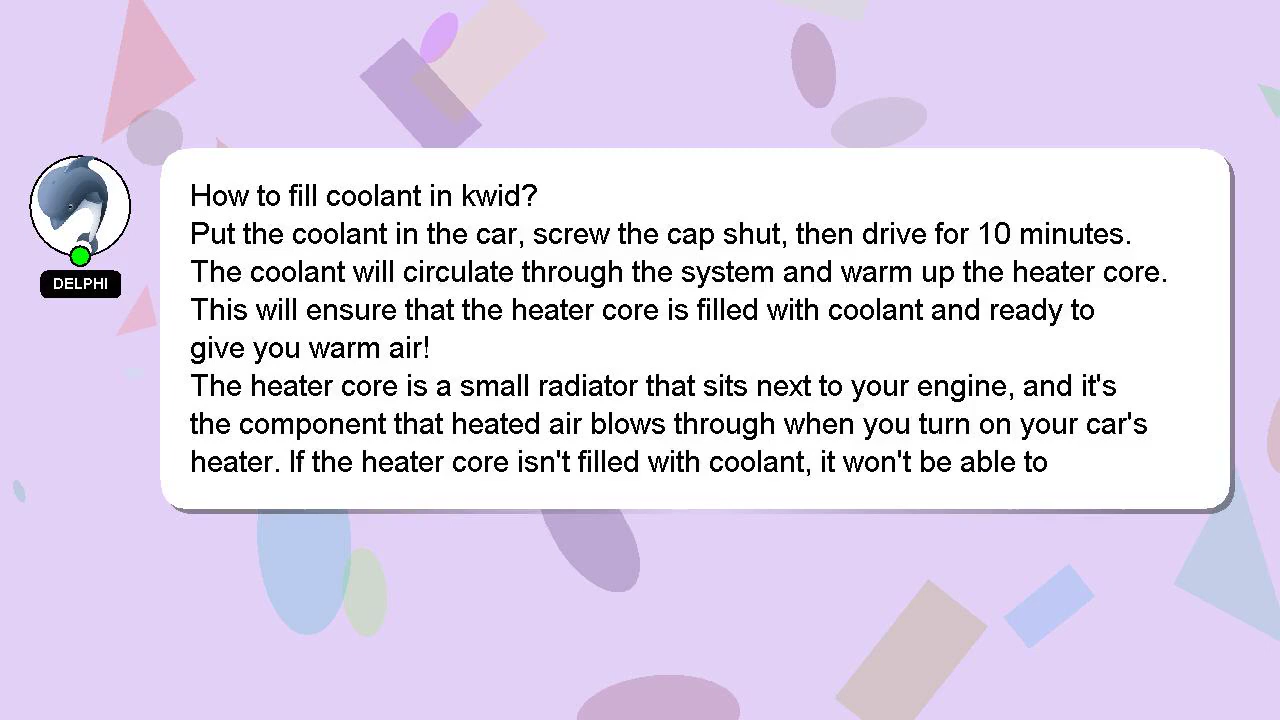 How to fill coolant in kwid?
Put the coolant in the car, screw the cap shut, then drive for 10 minutes.
The coolant will circulate through the system and warm up the heater core.
This will ensure that the heater core is filled with coolant and ready to
give you warm air!
The heater core is a small radiator that sits next to your engine, and it's
the component that heated air blows through when you turn on your car's
heater. If the heater core isn't filled with coolant, it won't be able to
DELPHI